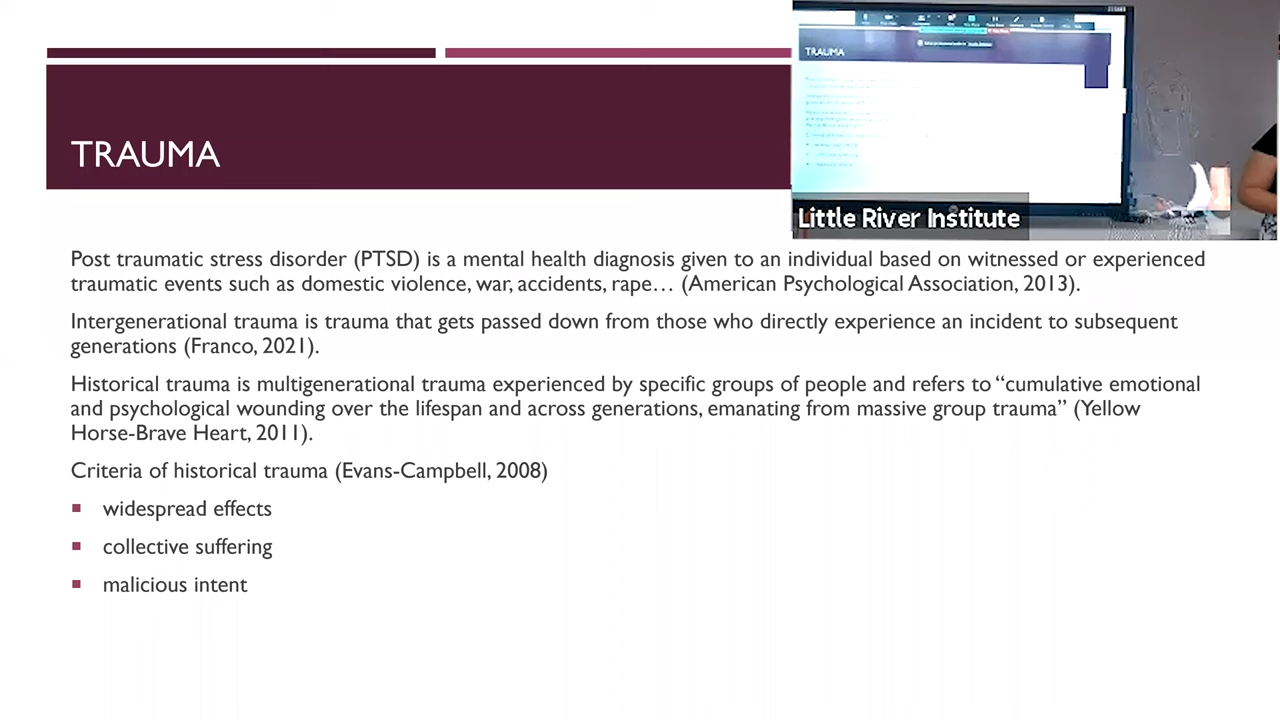 TRAUMA
TRAUMA
Little River Institute
Post traumatic stress disorder (PTSD) is a mental health diagnosis given to an individual based on witnessed or experienced
traumatic events such as domestic violence, war, accidents, rape… (American Psychological Association, 2013).
Intergenerational trauma is trauma that gets passed down from those who directly experience an incident to subsequent
generations (Franco, 2021).
Historical trauma is multigenerational trauma experienced by specific groups of people and refers to “cumulative emotional
and psychological wounding over the lifespan and across generations, emanating from massive group trauma” (Yellow
Horse-Brave Heart, 2011).
Criteria of historical trauma (Evans-Campbell, 2008)
widespread effects
collective suffering
malicious intent